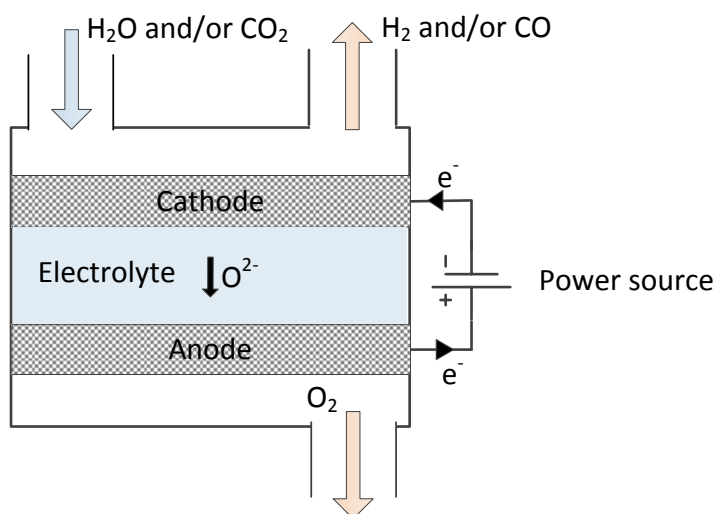 H₂O and/or CO₂
H₂ and/or CO
e⁻
Cathode
Electrolyte
O²⁻
Power source
Anode
e⁻
O₂